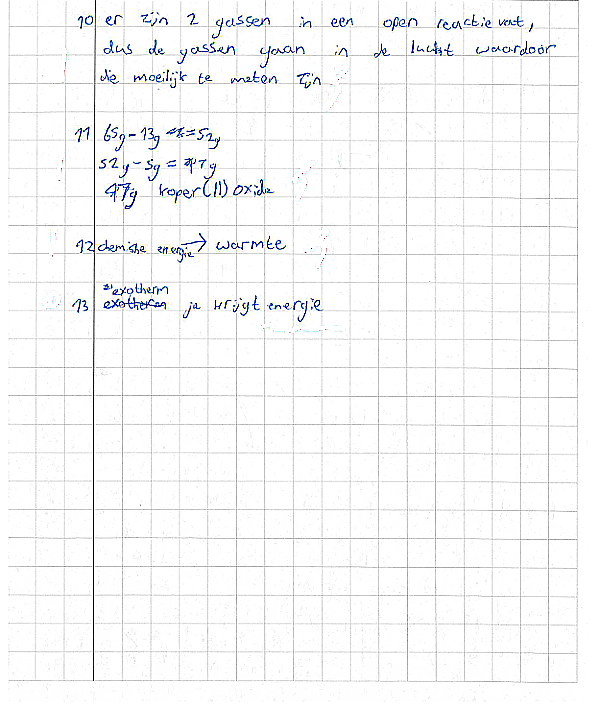 10 er zijn 2 gassen in een open reactie vat,
dus de gassen gaan in de lucht waardoor
die moeilijk te meten zijn
11 65g - 13g = 52g
52g - 5g = 47g
47g koper(II) oxide
12 chemishe energie → warmte
exotherm
13 je krijgt energie